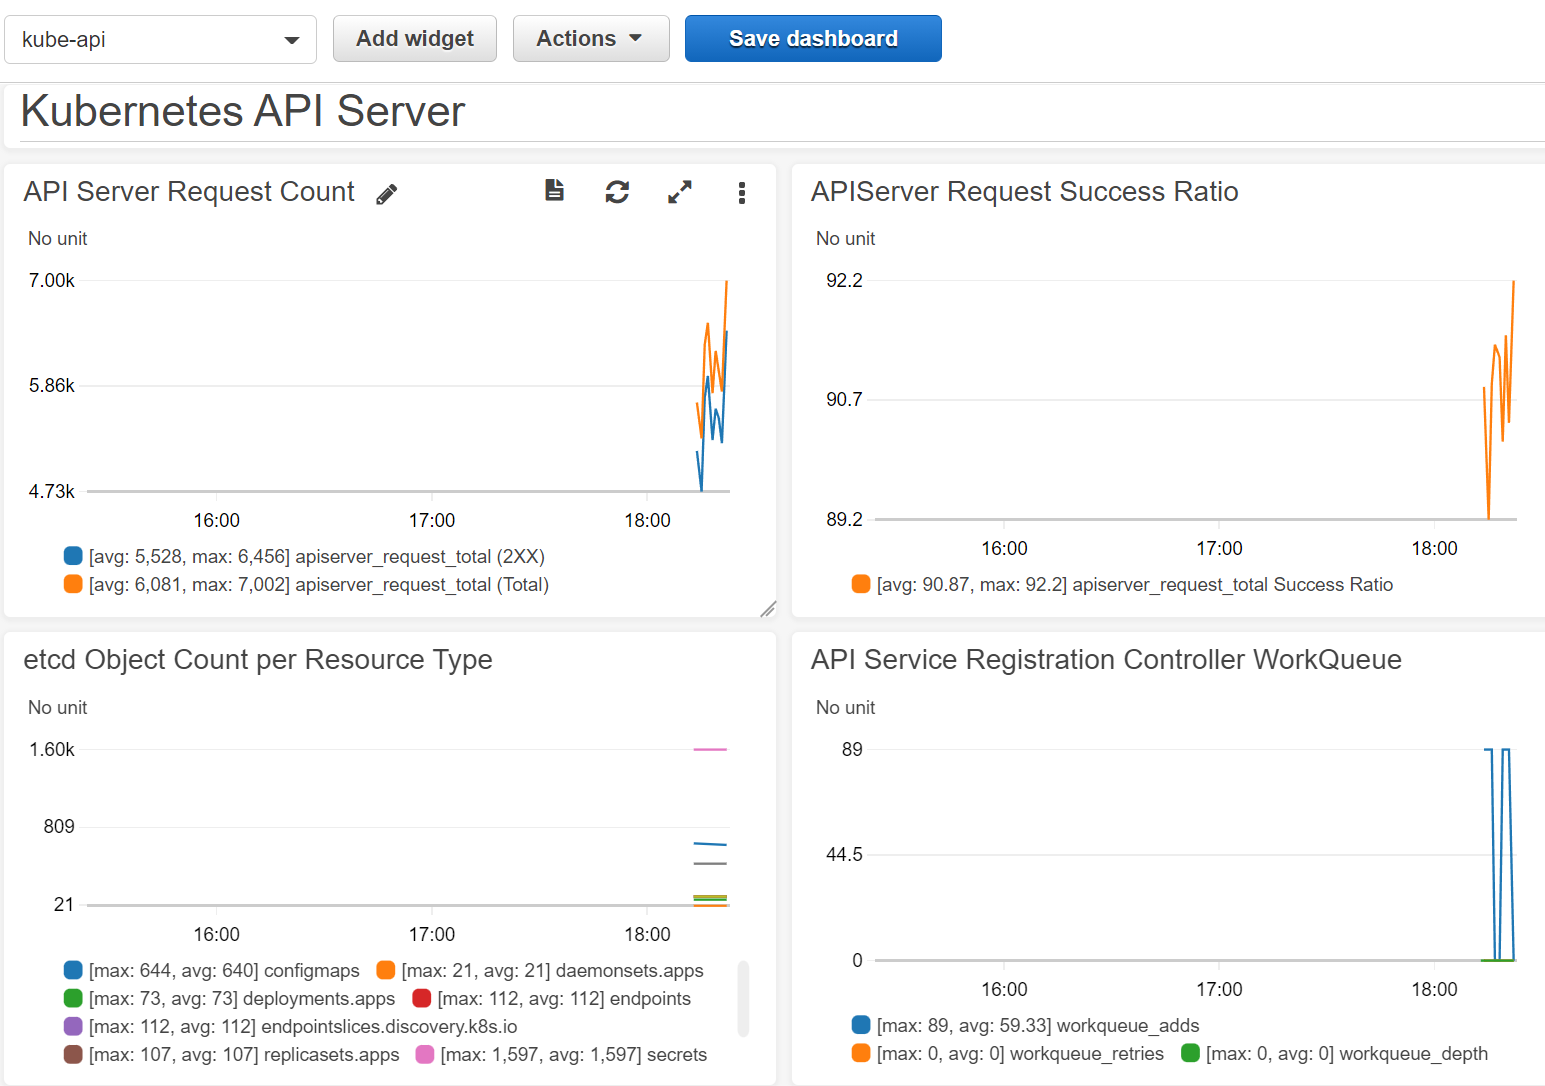 kube-api Add widget Actions Save dashboard
Kubernetes API Server
API Server Request Count
No unit
7.00k
5.86k
4.73k
16:00 17:00 18:00
[avg: 5,528, max: 6,456] apiserver_request_total (2XX)
[avg: 6,081, max: 7,002] apiserver_request_total (Total)
APIServer Request Success Ratio
No unit
92.2
90.7
89.2
16:00 17:00 18:00
[avg: 90.87, max: 92.2] apiserver_request_total Success Ratio
etcd Object Count per Resource Type
No unit
1.60k
809
21
16:00 17:00 18:00
[max: 644, avg: 640] configmaps [max: 21, avg: 21] daemonsets.apps
[max: 73, avg: 73] deployments.apps [max: 112, avg: 112] endpoints
[max: 112, avg: 112] endpointslices.discovery.k8s.io
[max: 107, avg: 107] replicasets.apps [max: 1,597, avg: 1,597] secrets
API Service Registration Controller WorkQueue
No unit
89
44.5
0
16:00 17:00 18:00
[max: 89, avg: 59.33] workqueue_adds
[max: 0, avg: 0] workqueue_retries [max: 0, avg: 0] workqueue_depth